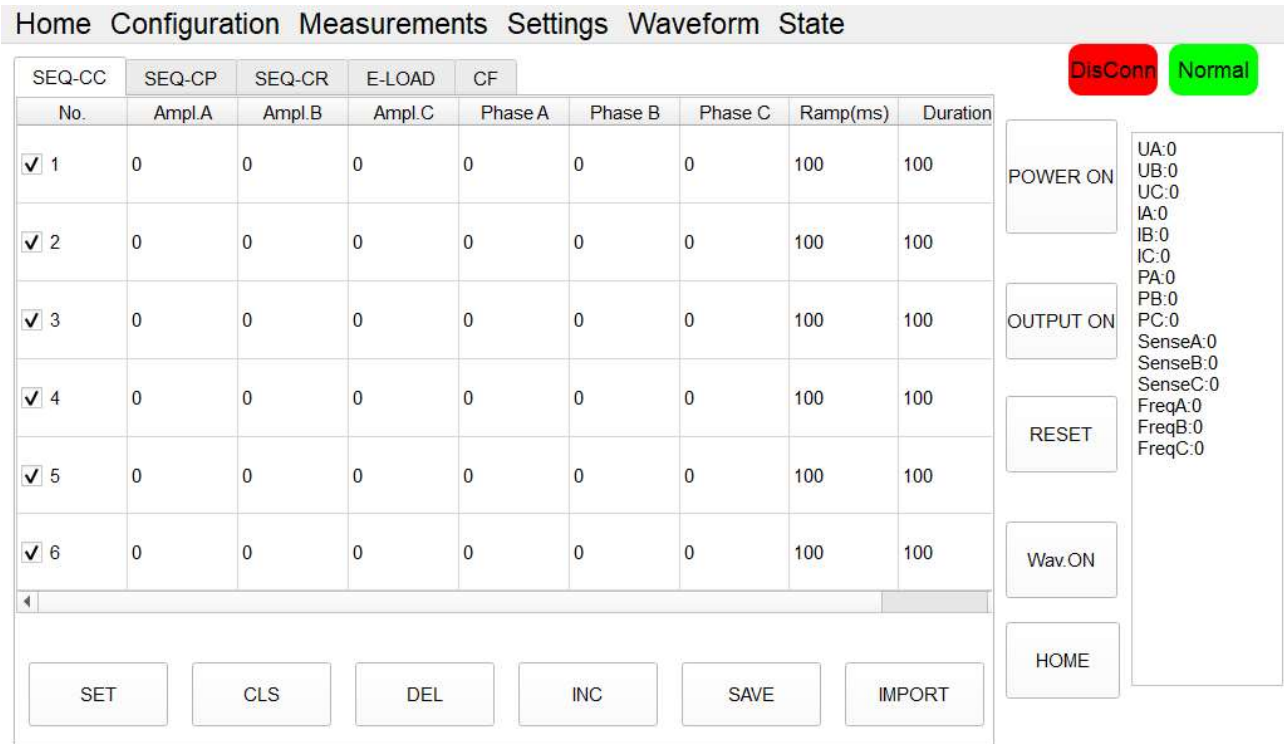 Home Configuration Measurements Settings Waveform State
DisConn Normal
SEQ-CC SEQ-CP SEQ-CR E-LOAD CF
No. Ampl.A Ampl.B Ampl.C Phase A Phase B Phase C Ramp(ms) Duration
1 0 0 0 0 0 0 100 100
2 0 0 0 0 0 0 100 100
3 0 0 0 0 0 0 100 100
4 0 0 0 0 0 0 100 100
5 0 0 0 0 0 0 100 100
6 0 0 0 0 0 0 100 100
SET CLS DEL INC SAVE IMPORT
POWER ON
OUTPUT ON
RESET
Wav.ON
HOME
UA:0
UB:0
UC:0
IA:0
IB:0
IC:0
PA:0
PB:0
PC:0
SenseA:0
SenseB:0
SenseC:0
FreqA:0
FreqB:0
FreqC:0